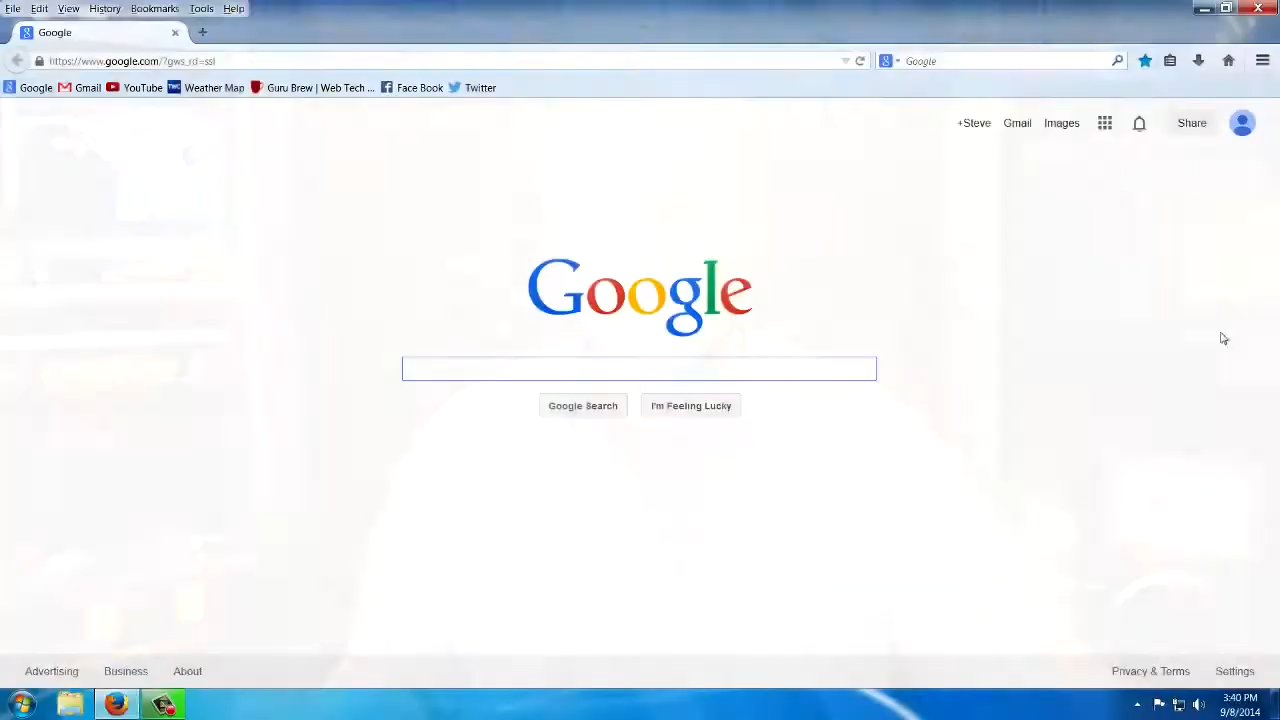 File Edit View History Bookmarks Tools Help
Google
https://www.google.com/?gws_rd=ssl
Google
Google Gmail YouTube Weather Map Guru Brew | Web Tech ... Face Book Twitter
+Steve Gmail Images Share
Google
Google Search I'm Feeling Lucky
Advertising Business About Privacy & Terms Settings
3:40 PM
9/8/2014